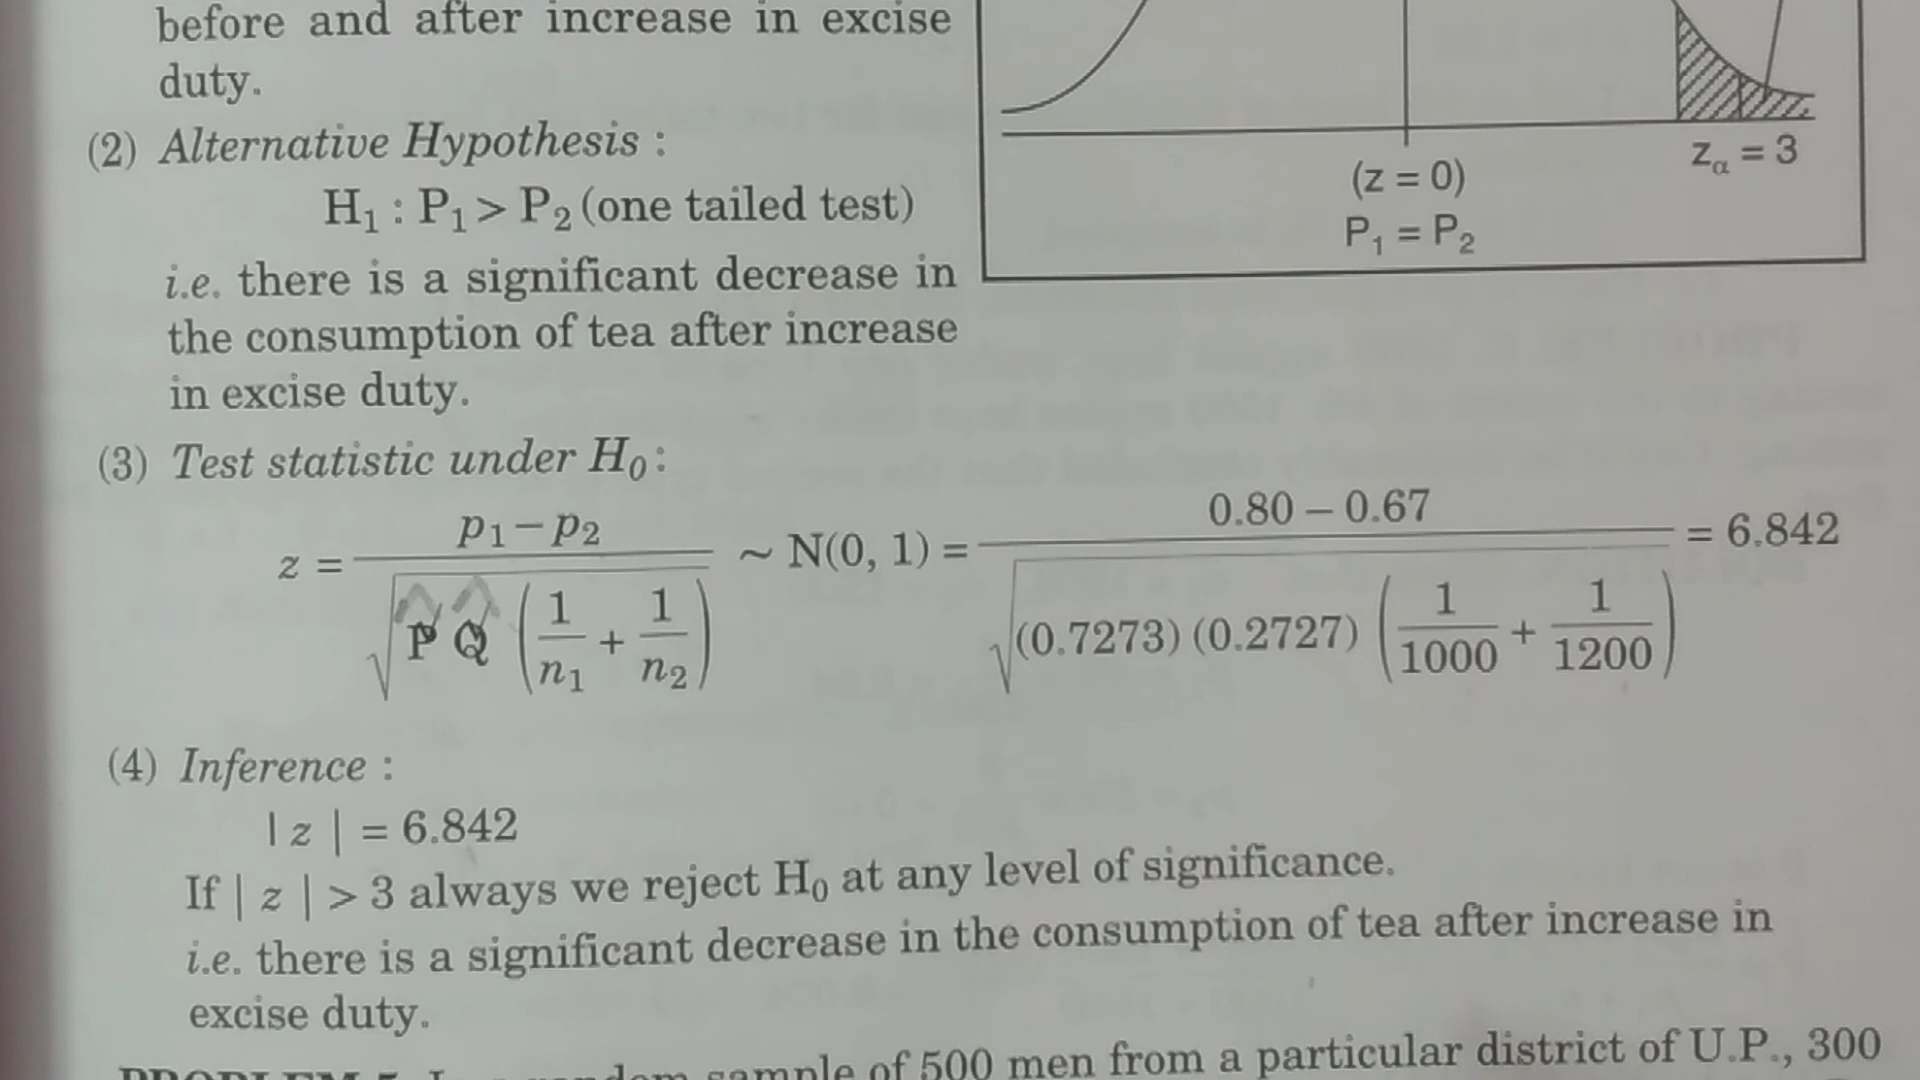 before and after increase in excise
duty.
(2) Alternative Hypothesis :
H₁ : P₁ > P₂ (one tailed test)
i.e. there is a significant decrease in
the consumption of tea after increase
in excise duty.
(z = 0)
P₁ = P₂
Zα = 3
(3) Test statistic under H₀:
z = p₁ – p₂ / √(P̂ Q̂ (1/n₁ + 1/n₂)) ~ N(0, 1) = 0.80 – 0.67 / √((0.7273) (0.2727) (1/1000 + 1/1200)) = 6.842
(4) Inference :
| z | = 6.842
If | z | > 3 always we reject H₀ at any level of significance.
i.e. there is a significant decrease in the consumption of tea after increase in
excise duty.
random sample of 500 men from a particular district of U.P., 300